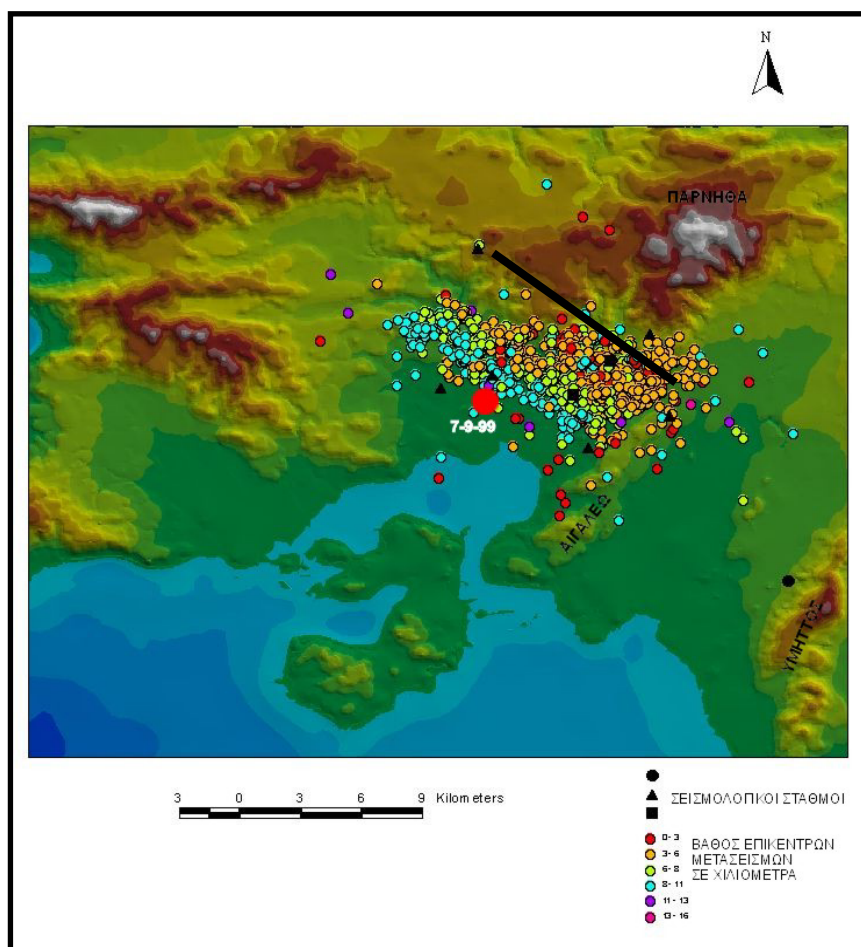 N
ΠΑΡΝΗΘΑ
7-9-99
ΑΙΓΑΛΕΩ
ΥΜΗΤΤΟΣ
3 0 3 6 9 Kilometers
ΣΕΙΣΜΟΛΟΓΙΚΟΙ ΣΤΑΘΜΟΙ
0-3
3-6
6-8
8-11
11-13
13-16
ΒΑΘΟΣ ΕΠΙΚΕΝΤΡΩΝ
ΜΕΤΑΣΕΙΣΜΩΝ
ΣΕ ΧΙΛΙΟΜΕΤΡΑ